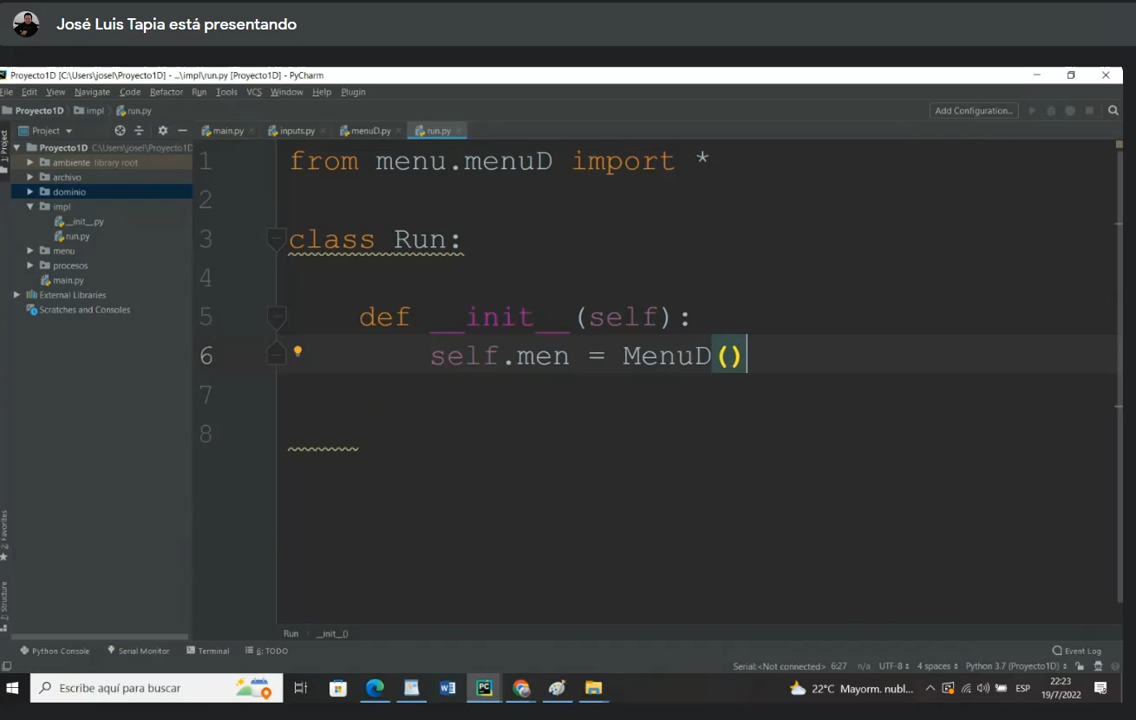 José Luis Tapia está presentando
Proyecto1D [C:\Users\josel\Proyecto1D] - ...\impl\run.py [Proyecto1D] - PyCharm
File Edit View Navigate Code Refactor Run Tools VCS Window Help Plugin
Proyecto1D impl run.py
Add Configuration...
Project
main.py inputs.py menuD.py run.py
1: Project
Proyecto1D C:\Users\josel\Proyecto1D
ambiente library root
archivo
dominio
impl
__init__.py
run.py
menu
procesos
main.py
External Libraries
Scratches and Consoles
2: Favorites
7: Structure
1 from menu.menuD import *
2
3 class Run:
4
5 def __init__(self):
6 self.men = MenuD()
7
8
Run __init__()
Python Console Serial Monitor Terminal 6: TODO
Event Log
Serial:<Not connected> 6:27 n/a UTF-8 4 spaces Python 3.7 (Proyecto1D)
Escribe aquí para buscar
22°C Mayorm. nubl...
ESP
22:23
19/7/2022